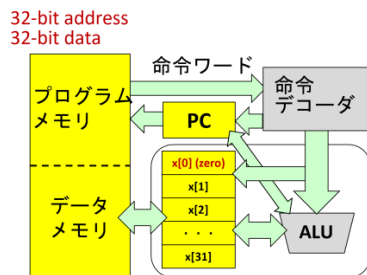 32-bit address
32-bit data
命令ワード
プログラム
メモリ
PC
命令
デコーダ
x[0] (zero)
x[1]
x[2]
· · ·
x[31]
データ
メモリ
ALU